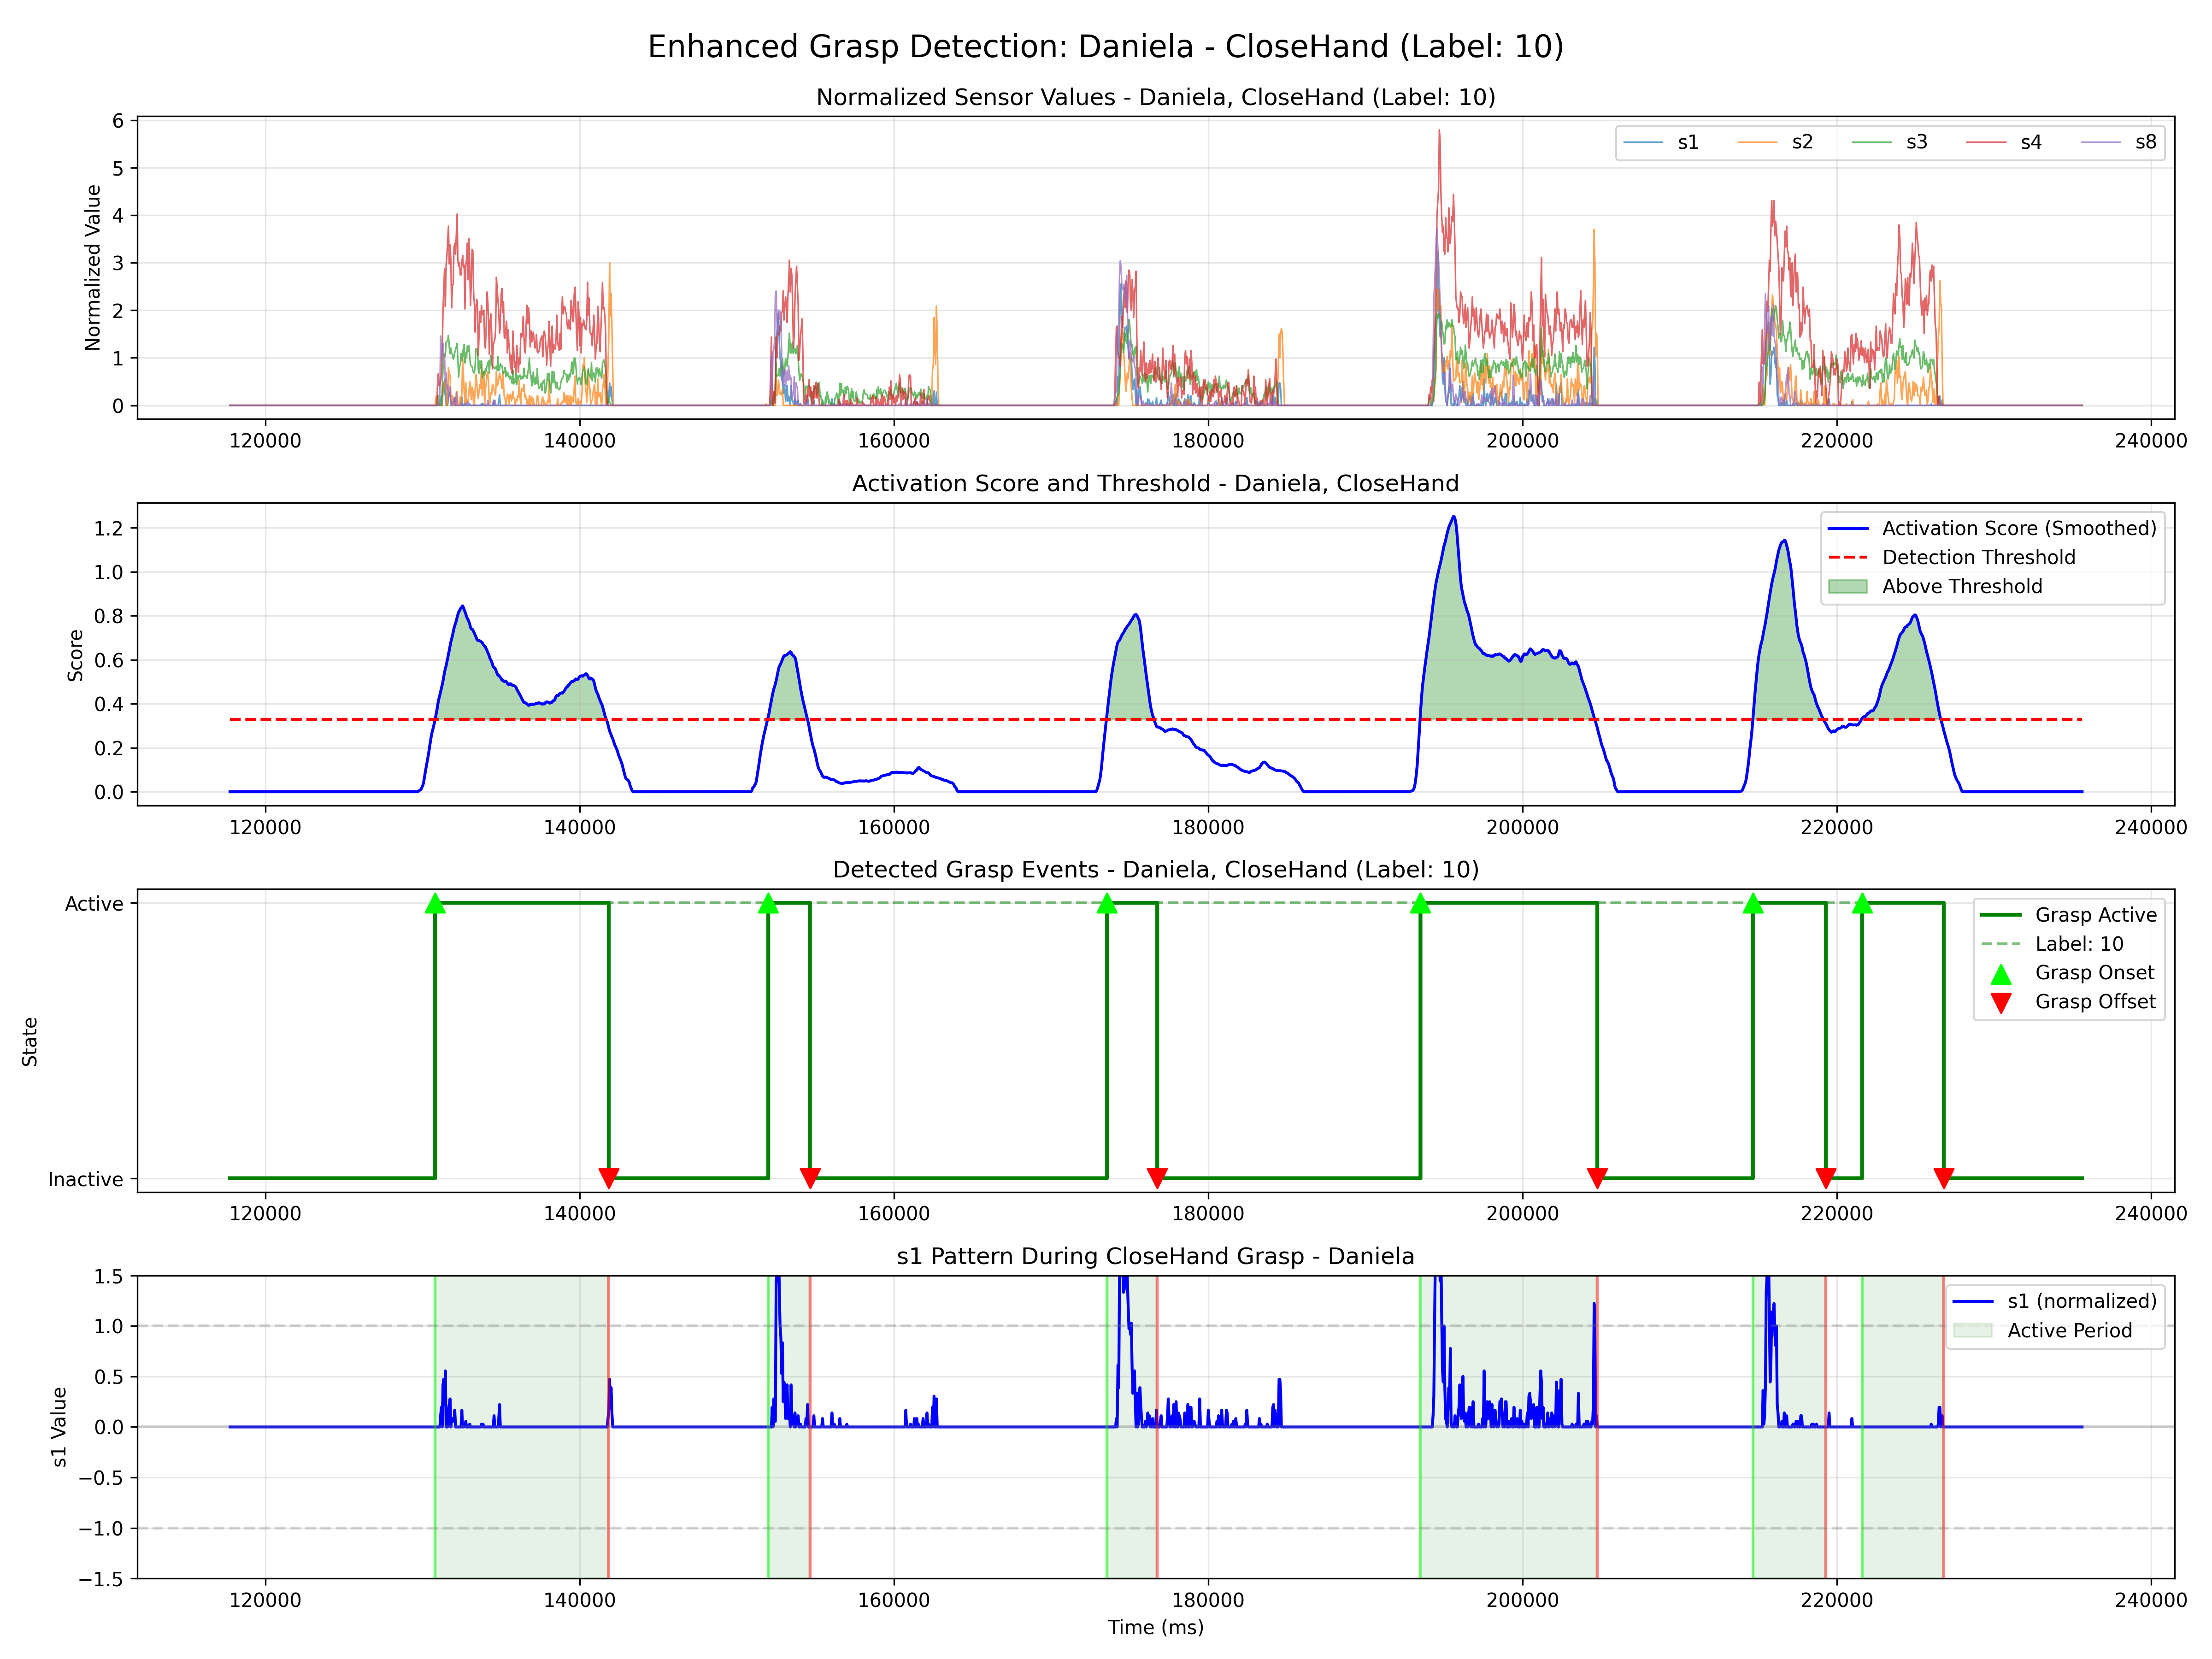 Enhanced Grasp Detection: Daniela - CloseHand (Label: 10)
Normalized Sensor Values - Daniela, CloseHand (Label: 10)
Normalized Value
6
5
4
3
2
1
0
s1 s2 s3 s4 s8
120000 140000 160000 180000 200000 220000 240000
Activation Score and Threshold - Daniela, CloseHand
Score
1.2
1.0
0.8
0.6
0.4
0.2
0.0
Activation Score (Smoothed)
Detection Threshold
Above Threshold
120000 140000 160000 180000 200000 220000 240000
Detected Grasp Events - Daniela, CloseHand (Label: 10)
State
Active
Inactive
Grasp Active
Label: 10
Grasp Onset
Grasp Offset
120000 140000 160000 180000 200000 220000 240000
s1 Pattern During CloseHand Grasp - Daniela
s1 Value
1.5
1.0
0.5
0.0
−0.5
−1.0
−1.5
s1 (normalized)
Active Period
120000 140000 160000 180000 200000 220000 240000
Time (ms)